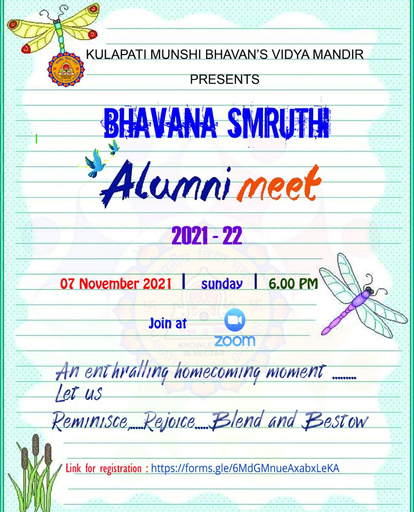 KULAPATI MUNSHI BHAVAN'S VIDYA MANDIR
PRESENTS
BHAVANA SMRUTHI
Alumni meet
2021 - 22
07 November 2021 | sunday | 6.00 PM
Join at
zoom
An enthralling homecoming moment .........
Let us
Reminisce,....Rejoice.....Blend and Bestow
Link for registration : https://forms.gle/6MdGMnueAxabxLeKA